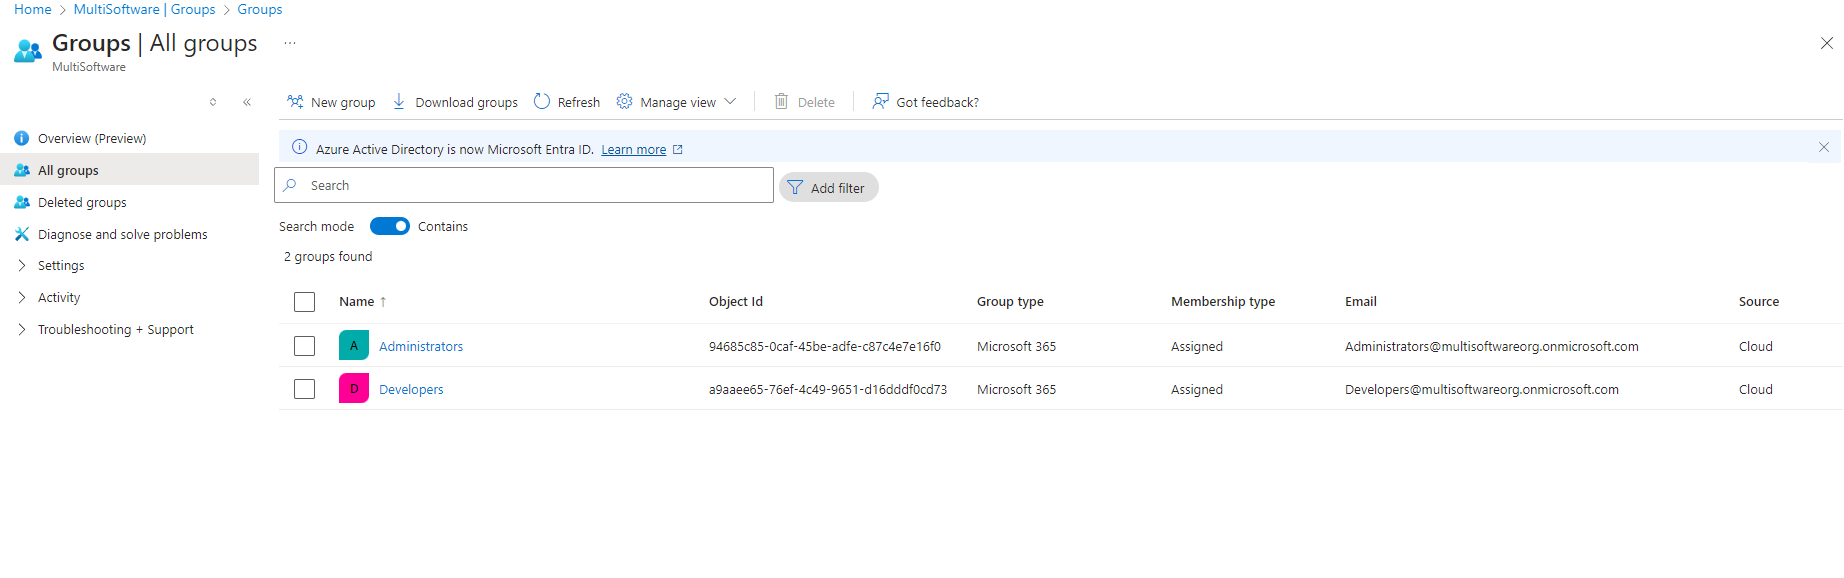 Home > MultiSoftware | Groups > Groups
Groups | All groups ...
MultiSoftware
New group Download groups Refresh Manage view Delete Got feedback?
Overview (Preview)
All groups
Deleted groups
Diagnose and solve problems
Settings
Activity
Troubleshooting + Support
Azure Active Directory is now Microsoft Entra ID. Learn more
Search Add filter
Search mode Contains
2 groups found
Name ↑ Object Id Group type Membership type Email Source
A Administrators 94685c85-0caf-45be-adfe-c87c4e7e16f0 Microsoft 365 Assigned Administrators@multisoftwareorg.onmicrosoft.com Cloud
D Developers a9aaee65-76ef-4c49-9651-d16dddf0cd73 Microsoft 365 Assigned Developers@multisoftwareorg.onmicrosoft.com Cloud